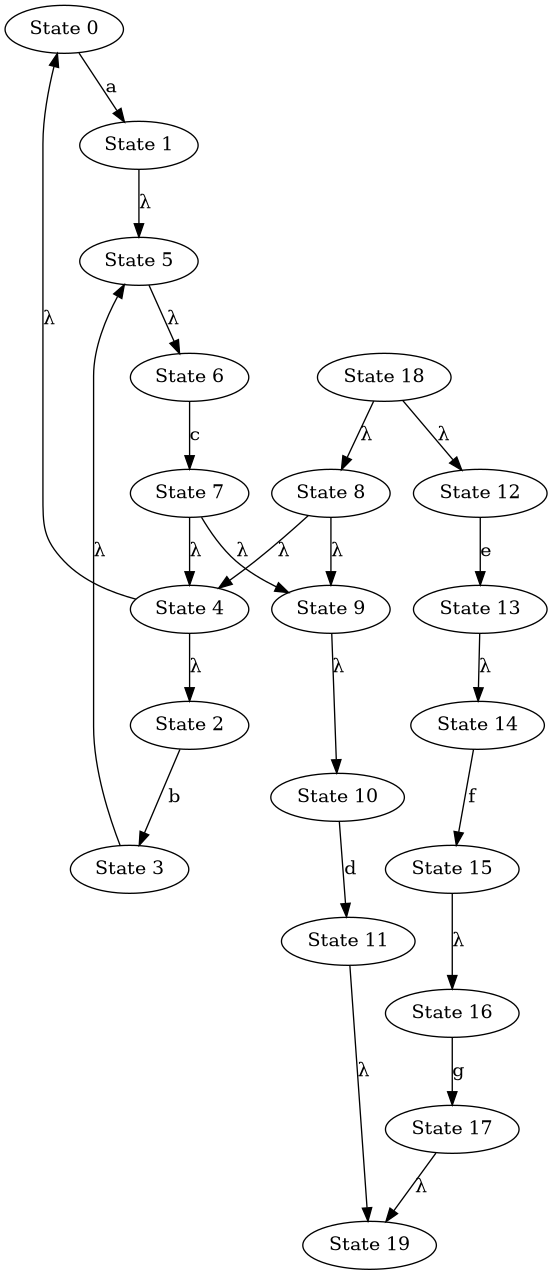 State 0
a
State 1
λ
State 5
λ
λ
State 6
State 18
c
λ
λ
State 7
State 8
State 12
λ
λ
λ
λ
λ
e
State 4
State 9
State 13
λ
λ
λ
State 2
State 14
b
State 10
f
State 3
d
State 15
State 11
λ
State 16
λ
g
State 17
λ
State 19